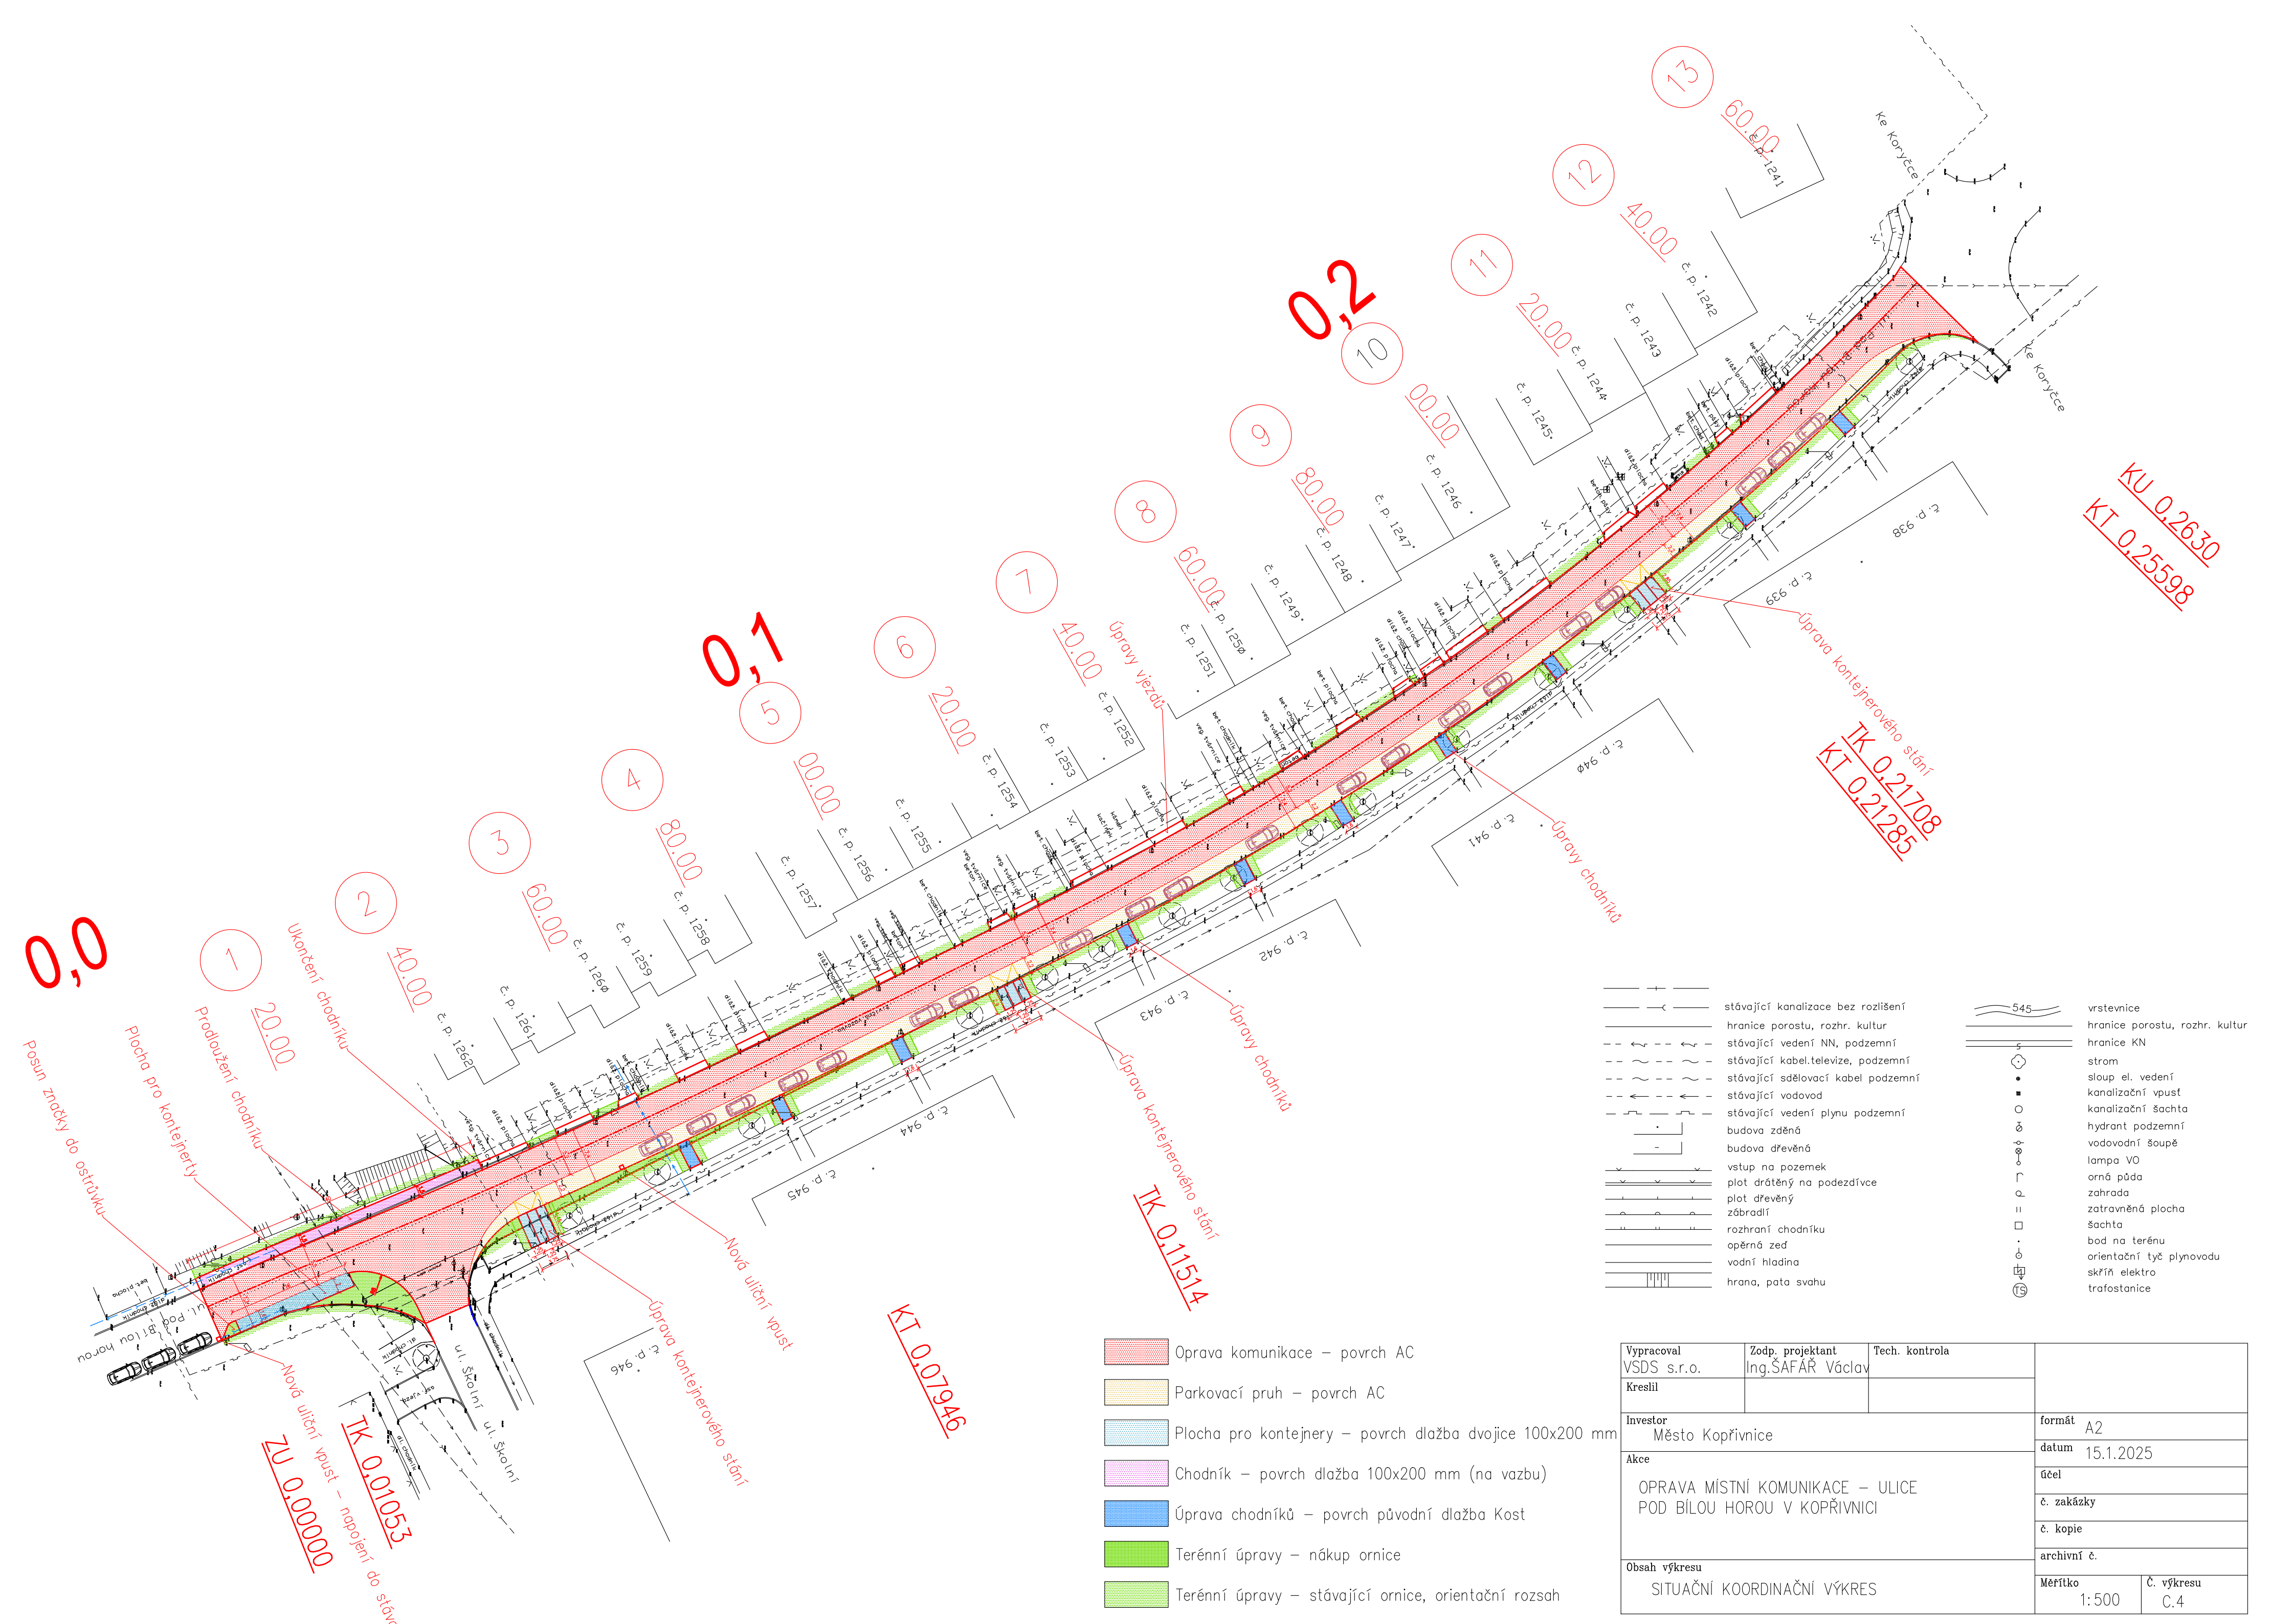 0,0
0,1
0,2
1
20.00
2
40.00
3
60.00
4
80.00
5
00.00
6
20.00
7
40.00
8
60.00
9
80.00
10
00.00
11
20.00
12
40.00
13
60.00
č. p. 1241
č. p. 1242
č. p. 1243
č. p. 1244
č. p. 1245
č. p. 1246
č. p. 1247
č. p. 1248
č. p. 1249
č. p. 1250
č. p. 1251
č. p. 1252
č. p. 1253
č. p. 1254
č. p. 1255
č. p. 1256
č. p. 1257
č. p. 1258
č. p. 1259
č. p. 1260
č. p. 1261
č. p. 1262
č. p. 938
č. p. 939
č. p. 940
č. p. 941
č. p. 942
č. p. 943
č. p. 944
č. p. 945
č. p. 946
Ke Koryčce
Ke Koryčce
Posun značky do ostrůvku
Plocha pro kontejnerty
Prodloužení chodníku
Ukončení chodníku
Úpravy vjezdů
Úprava kontejnerového stání
Úpravy chodníků
Úpravy chodníků
Úprava kontejnerového stání
Nová uliční vpust
Úprava kontejnerového stání
Nová uliční vpust – napojení do stáva
ul. Pod Bílou horou
ul. Školní
ul. Školní
KU 0,2630
KT 0,25598
TK 0,21708
KT 0,21285
TK 0,11514
KT 0,07946
TK 0,01053
ZU 0,00000
stávající kanalizace bez rozlišení
hranice porostu, rozhr. kultur
stávající vedení NN, podzemní
stávající kabel.televize, podzemní
stávající sdělovací kabel podzemní
stávající vodovod
stávající vedení plynu podzemní
budova zděná
budova dřevěná
vstup na pozemek
plot drátěný na podezdívce
plot dřevěný
zábradlí
rozhraní chodníku
opěrná zeď
vodní hladina
hrana, pata svahu
545
vrstevnice
hranice porostu, rozhr. kultur
hranice KN
strom
sloup el. vedení
kanalizační vpusť
kanalizační šachta
hydrant podzemní
vodovodní šoupě
lampa VO
orná půda
zahrada
zatravněná plocha
šachta
bod na terénu
orientační tyč plynovodu
skříň elektro
TS
trafostanice
Oprava komunikace – povrch AC
Parkovací pruh – povrch AC
Plocha pro kontejnery – povrch dlažba dvojice 100x200 mm
Chodník – povrch dlažba 100x200 mm (na vazbu)
Úprava chodníků – povrch původní dlažba Kost
Terénní úpravy – nákup ornice
Terénní úpravy – stávající ornice, orientační rozsah
Vypracoval
VSDS s.r.o.
Zodp. projektant
Ing.ŠAFÁŘ Václav
Tech. kontrola
Kreslil
Investor
Město Kopřivnice
Akce
OPRAVA MÍSTNÍ KOMUNIKACE – ULICE
POD BÍLOU HOROU V KOPŘIVNICI
Obsah výkresu
SITUAČNÍ KOORDINAČNÍ VÝKRES
formát A2
datum 15.1.2025
účel
č. zakázky
č. kopie
archivní č.
Měřítko
1:500
Č. výkresu
C.4